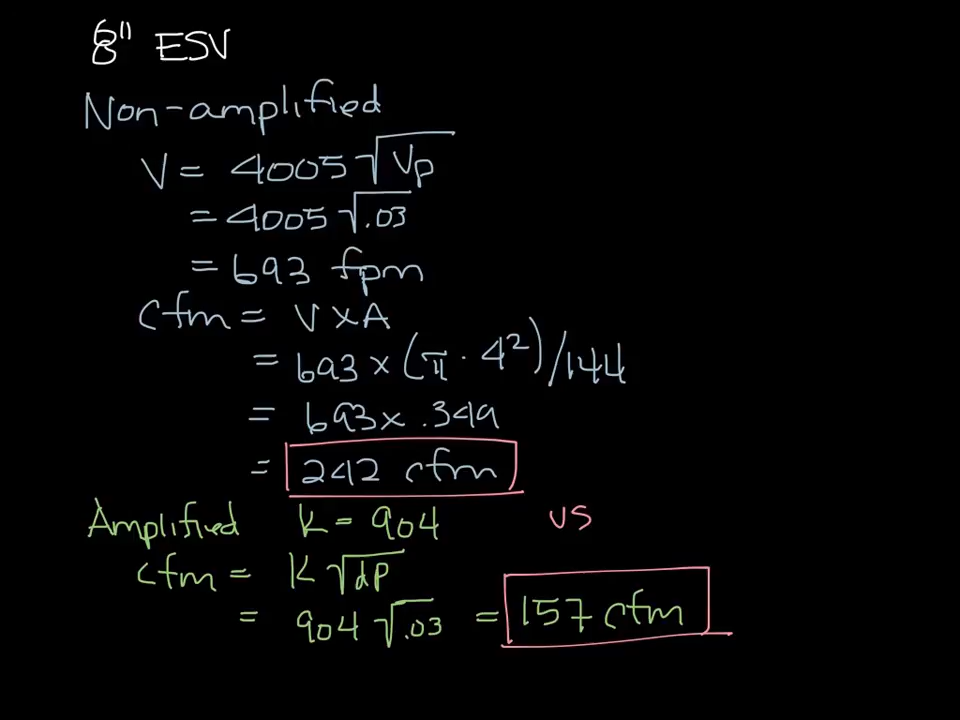 8" ESV
Non-amplified
V = 4005 √Vp
= 4005 √.03
= 693 fpm
Cfm = V x A
= 693 x (π · 4²) / 144
= 693 x .349
= 242 cfm
Amplified K = 904 vs
Cfm = K √dp
= 904 √.03 = 157 cfm